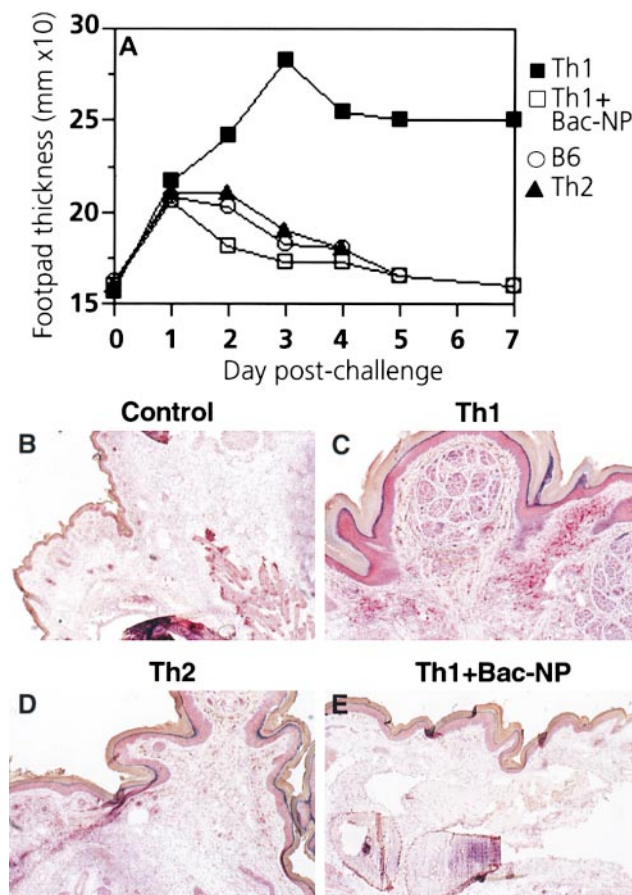 A
Footpad thickness (mm x10)
30
25
20
15
0 1 2 3 4 5 6 7
Day post-challenge
Th1
Th1+
Bac-NP
B6
Th2
Control
Th1
B
C
Th2
Th1+Bac-NP
D
E